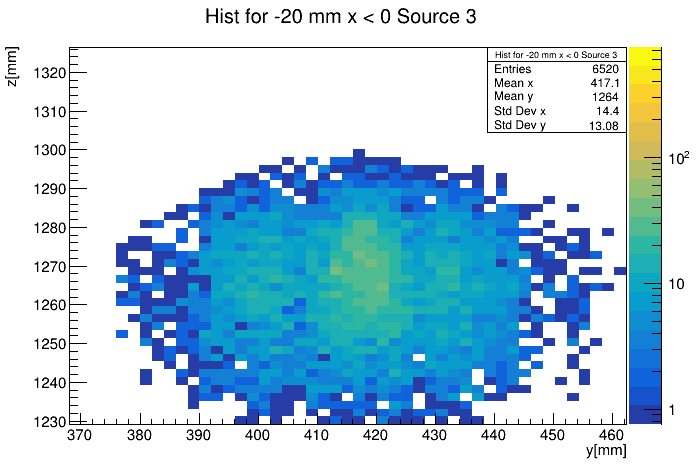 Hist for -20 mm x < 0 Source 3
z[mm]
Hist for -20 mm x < 0 Source 3
Entries 6520
Mean x 417.1
Mean y 1264
Std Dev x 14.4
Std Dev y 13.08
1320
1310
1300
1290
1280
1270
1260
1250
1240
1230
10²
10
1
370 380 390 400 410 420 430 440 450 460
y[mm]